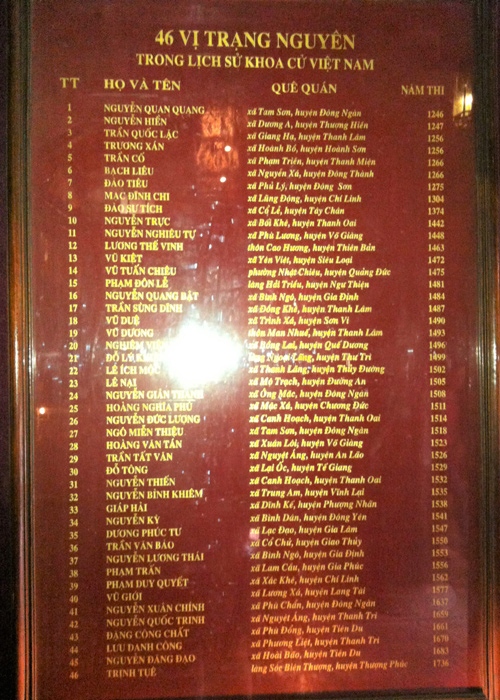 46 VỊ TRẠNG NGUYÊN
TRONG LỊCH SỬ KHOA CỬ VIỆT NAM
TT HỌ VÀ TÊN QUÊ QUÁN NĂM THI
1 NGUYỄN QUAN QUANG xã Tam Sơn, huyện Đông Ngàn 1246
2 NGUYỄN HIỀN xã Dương A, huyện Thượng Hiền 1247
3 TRẦN QUỐC LẶC xã Giang Hạ, huyện Thanh Lâm 1256
4 TRƯƠNG XÁN xã Hoành Bồ, huyện Hoành Sơn 1256
5 TRẦN CỐ xã Phạm Triền, huyện Thanh Miện 1266
6 BẠCH LIÊU xã Nguyễn Xá, huyện Đông Thành 1266
7 ĐÀO TIÊU xã Phủ Lý, huyện Đông Sơn 1275
8 MẠC ĐĨNH CHI xã Lũng Động, huyện Chí Linh 1304
9 ĐÀO SƯ TÍCH xã Cổ Lễ, huyện Tây Chân 1374
10 NGUYỄN TRỰC xã Bối Khê, huyện Thanh Oai 1442
11 NGUYỄN NGHIÊU TƯ xã Phù Lương, huyện Võ Giàng 1448
12 LƯƠNG THẾ VINH thôn Cao Hương, huyện Thiên Bản 1463
13 VŨ KIỆT xã Yên Việt, huyện Siêu Loại 1472
14 VŨ TUẤN CHIÊU phường Nhật Chiêu, huyện Quảng Đức 1475
15 PHẠM ĐÔN LỄ làng Hải Triều, huyện Ngự Thiên 1481
16 NGUYỄN QUANG BẬT xã Bình Ngô, huyện Gia Định 1484
17 TRẦN SÙNG DĨNH xã Đồng Khê, huyện Thanh Lâm 1487
18 VŨ DUỆ xã Trình Xá, huyện Sơn Vi 1490
19 VŨ DƯƠNG thôn Man Nhuế, huyện Thanh Lâm 1493
20 NGHIÊM xã Bồng Lai, huyện Quế Dương 1496
21 ĐỖ LÝ làng Ngoại Lãng, huyện Thư Trì 1499
22 LÊ ÍCH MỘC xã Thanh Lãng, huyện Thủy Đường 1502
23 LÊ NẠI xã Mộ Trạch, huyện Đường An 1505
24 NGUYỄN GIẢN THANH xã Ông Mặc, huyện Đông Ngàn 1508
25 HOÀNG NGHĨA PHÚ xã Mặc Xá, huyện Chương Đức 1511
26 NGUYỄN ĐỨC LƯƠNG xã Canh Hoạch, huyện Thanh Oai 1514
27 NGÔ MIỄN THIỆU xã Tam Sơn, huyện Đông Ngàn 1518
28 HOÀNG VĂN TÁN xã Xuân Lôi, huyện Võ Giàng 1523
29 TRẦN TẤT VĂN xã Nguyệt Áng, huyện An Lão 1526
30 ĐỖ TỐNG xã Lại Ốc, huyện Tế Giang 1529
31 NGUYỄN THIẾN xã Canh Hoạch, huyện Thanh Oai 1532
32 NGUYỄN BỈNH KHIÊM xã Trung Am, huyện Vĩnh Lại 1535
33 GIÁP HẢI xã Dĩnh Kế, huyện Phượng Nhãn 1538
34 NGUYỄN KỲ xã Bình Dân, huyện Đông Yên 1541
35 DƯƠNG PHÚC TƯ xã Lạc Đạo, huyện Gia Lâm 1547
36 TRẦN VĂN BẢO xã Cổ Chử, huyện Giao Thủy 1550
37 NGUYỄN LƯỢNG THÁI xã Bình Ngô, huyện Gia Định 1553
38 PHẠM TRẤN xã Lam Cầu, huyện Gia Phúc 1556
39 PHẠM DUY QUYẾT xã Xác Khê, huyện Chí Linh 1562
40 VŨ GIỚI xã Lương Xá, huyện Lang Tài 1577
41 NGUYỄN XUÂN CHÍNH xã Phù Chẩn, huyện Đông Ngàn 1637
42 NGUYỄN QUỐC TRINH xã Nguyệt Áng, huyện Thanh Trì 1659
43 ĐẶNG CÔNG CHẤT xã Phù Đổng, huyện Tiên Du 1661
44 LƯU DANH CÔNG xã Phương Liệt, huyện Thanh Trì 1670
45 NGUYỄN ĐĂNG ĐẠO xã Hoài Bão, huyện Tiên Du 1683
46 TRỊNH TUỆ làng Sóc Biện Thượng, huyện Thượng Phúc 1736